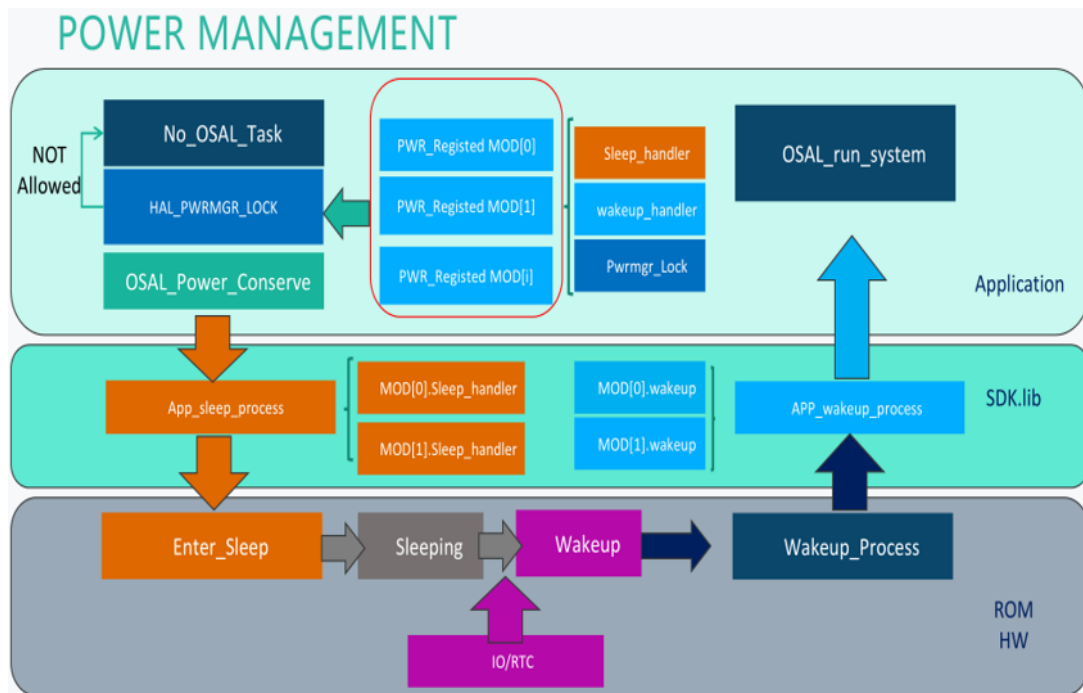 POWER MANAGEMENT
No_OSAL_Task
NOT
Allowed
HAL_PWRMGR_LOCK
OSAL_Power_Conserve
PWR_Registed MOD[0]
PWR_Registed MOD[1]
PWR_Registed MOD[i]
Sleep_handler
wakeup_handler
Pwrmgr_Lock
OSAL_run_system
Application
App_sleep_process
MOD[0].Sleep_handler
MOD[1].Sleep_handler
MOD[0].wakeup
MOD[1].wakeup
APP_wakeup_process
SDK.lib
Enter_Sleep
Sleeping
Wakeup
Wakeup_Process
IO/RTC
ROM
HW